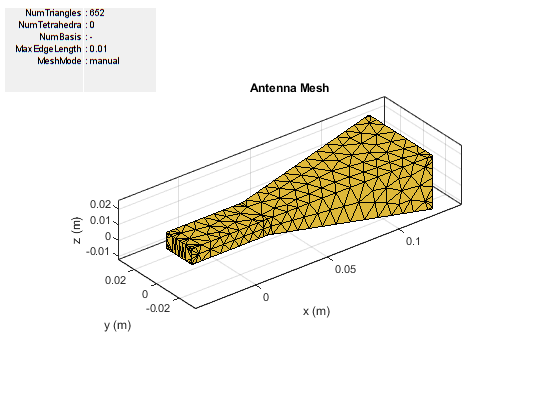 NumTriangles : 652
NumTetrahedra : 0
NumBasis : -
MaxEdgeLength : 0.01
MeshMode : manual
Antenna Mesh
0.02
0.01
0
-0.01
z (m)
0.02
0
-0.02
y (m)
0
0.05
0.1
x (m)